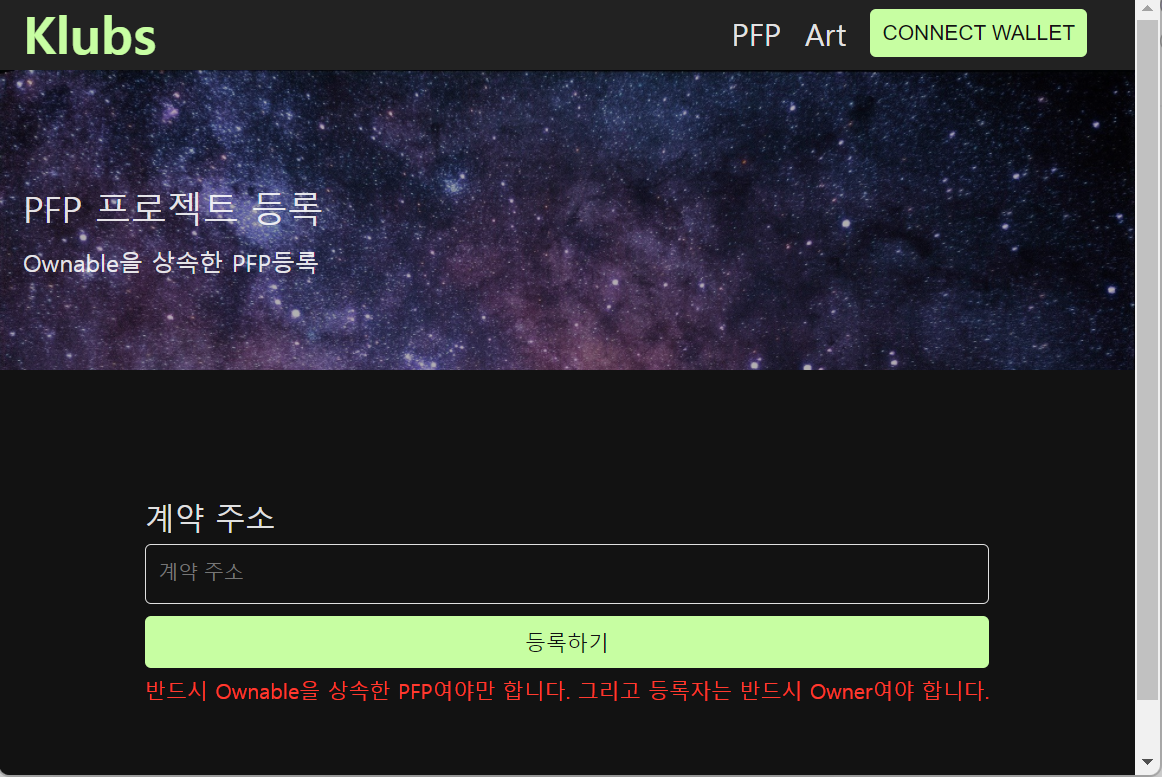 Klubs
PFP Art CONNECT WALLET
PFP 프로젝트 등록
Ownable을 상속한 PFP등록
계약 주소
계약 주소
등록하기
반드시 Ownable을 상속한 PFP여야만 합니다. 그리고 등록자는 반드시 Owner여야 합니다.